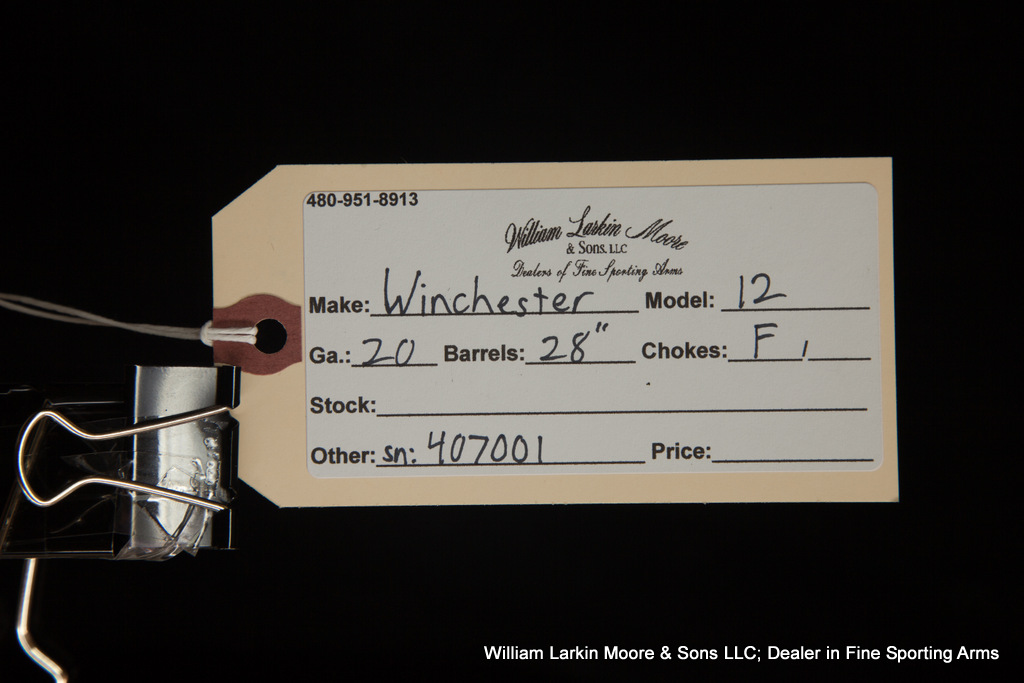 480-951-8913
William Larkin Moore
& Sons, LLC
Dealers of Fine Sporting Arms
Make: Winchester Model: 12
Ga.: 20 Barrels: 28" Chokes: F ,
Stock:
Other: sn: 407001 Price:
William Larkin Moore & Sons LLC; Dealer in Fine Sporting Arms